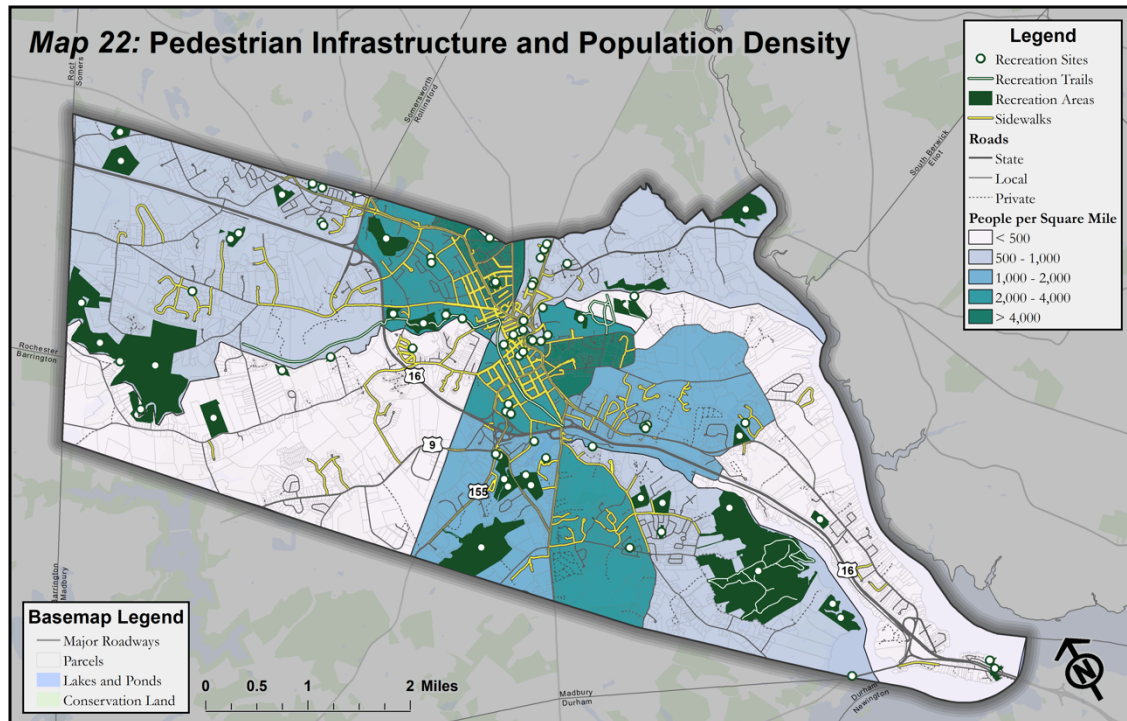 Map 22: Pedestrian Infrastructure and Population Density
Legend
Recreation Sites
Recreation Trails
Recreation Areas
Sidewalks
Roads
State
Local
Private
People per Square Mile
< 500
500 - 1,000
1,000 - 2,000
2,000 - 4,000
> 4,000
Somersworth
Rollinsford
South Berwick
Eliot
Rochester
Barrington
16
9
155
16
Madbury
Basemap Legend
Major Roadways
Parcels
Lakes and Ponds
Conservation Land
0 0.5 1 2 Miles
Madbury
Durham
Durham
Newington
N